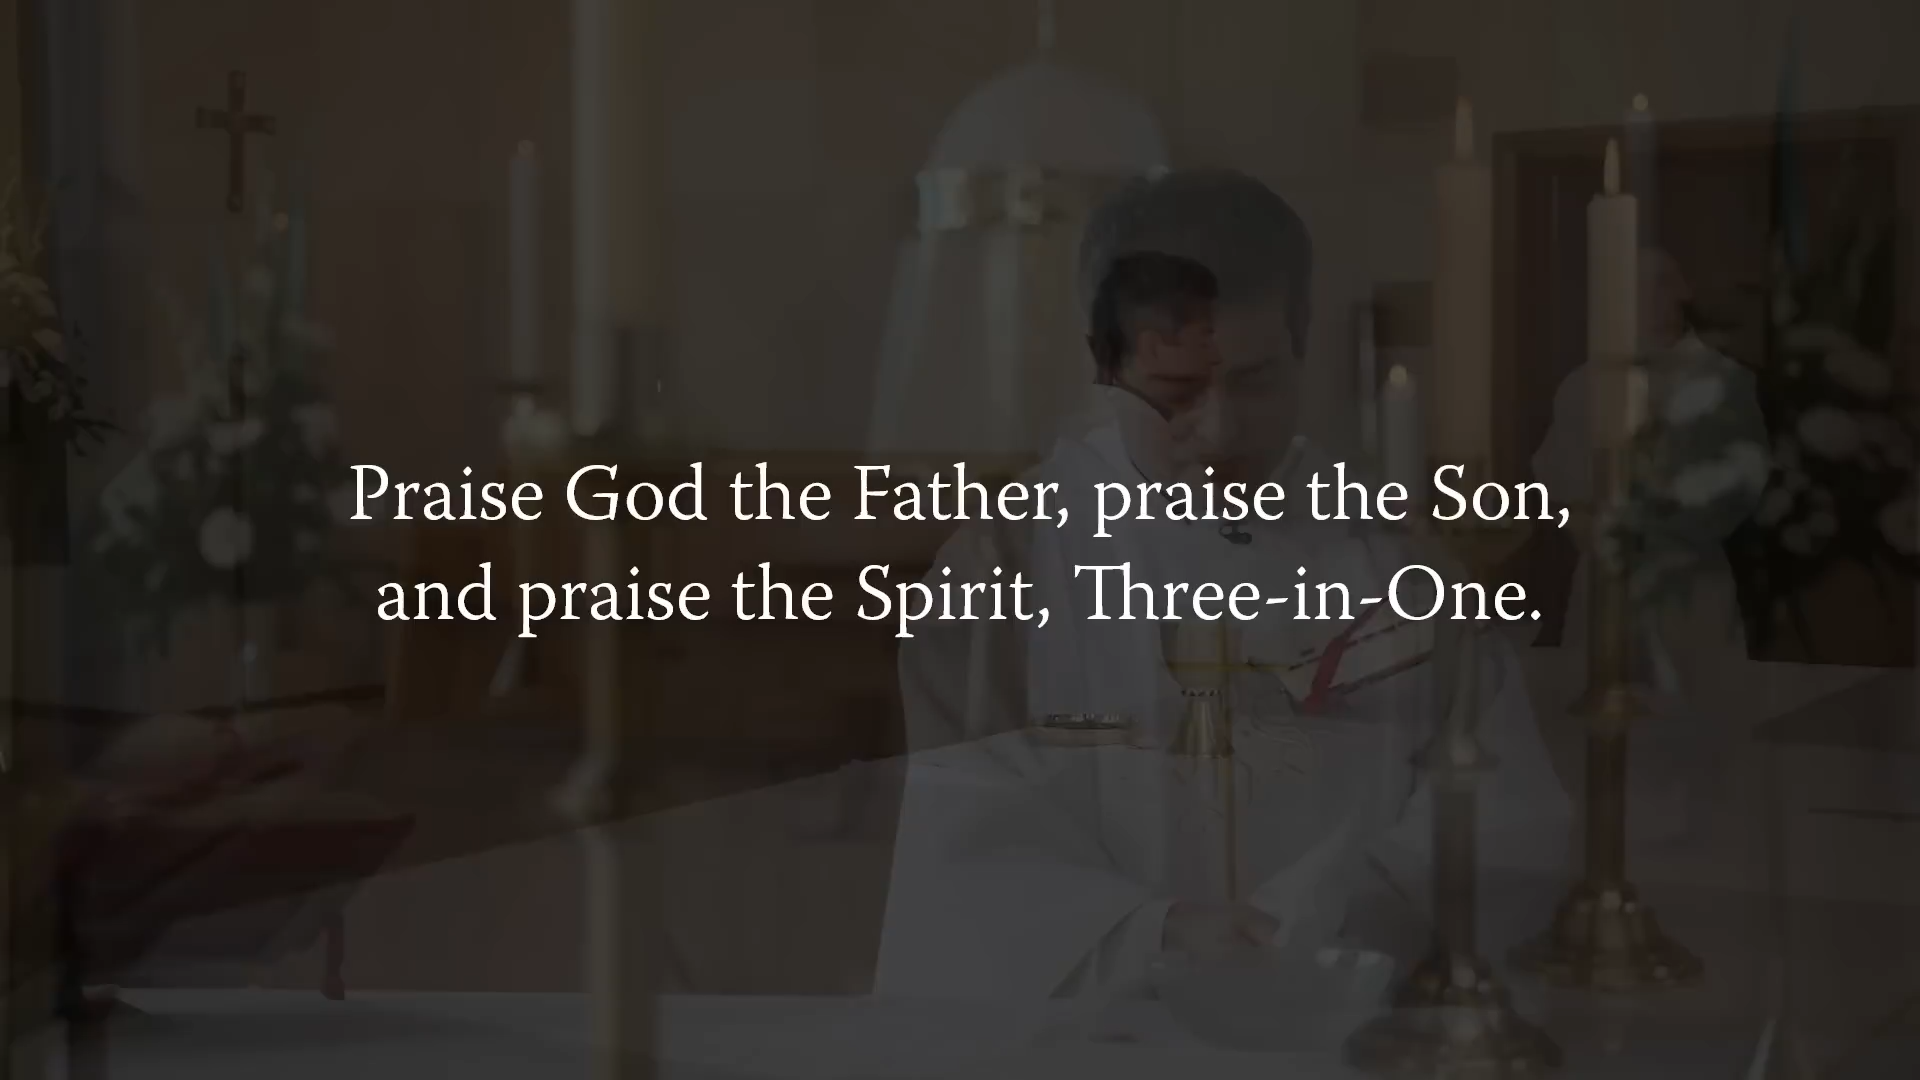 Praise God the Father, praise the Son,
and praise the Spirit, Three-in-One.